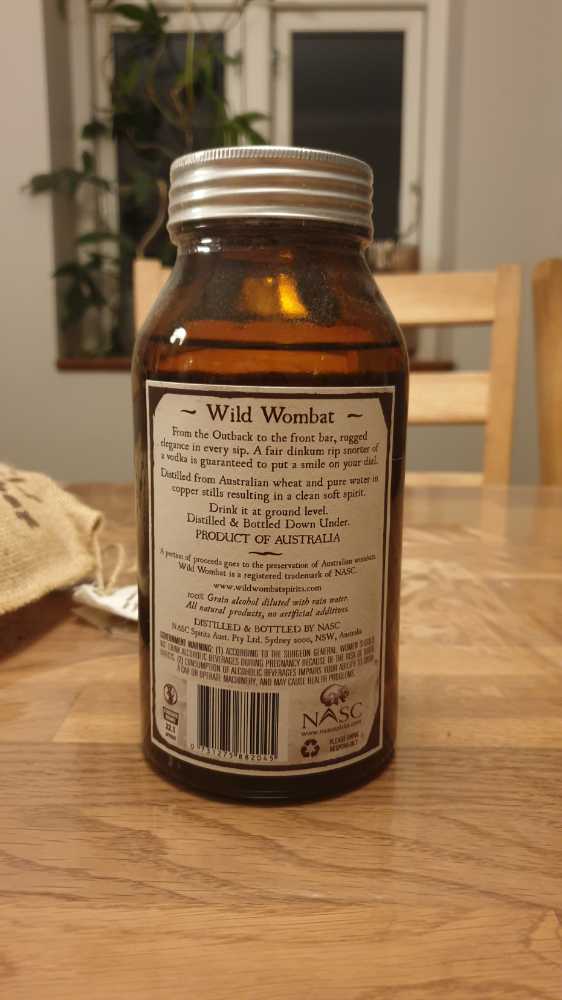 ~ Wild Wombat ~
From the Outback to the front bar, rugged
elegance in every sip. A fair dinkum rip snorter of
a vodka is guaranteed to put a smile on your dial.
Distilled from Australian wheat and pure water in
copper stills resulting in a clean soft spirit.
Drink it at ground level.
Distilled & Bottled Down Under.
PRODUCT OF AUSTRALIA
A portion of proceeds goes to the preservation of Australian wombats.
Wild Wombat is a registered trademark of NASC.
www.wildwombatspirits.com
100% Grain alcohol diluted with rain water.
All natural products, no artificial additives.
DISTILLED & BOTTLED BY NASC
NASC Spirits Aust. Pty Ltd. Sydney 2000, NSW, Australia
GOVERNMENT WARNING: (1) ACCORDING TO THE SURGEON GENERAL, WOMEN SHOULD
NOT DRINK ALCOHOLIC BEVERAGES DURING PREGNANCY BECAUSE OF THE RISK OF BIRTH
DEFECTS. (2) CONSUMPTION OF ALCOHOLIC BEVERAGES IMPAIRS YOUR ABILITY TO DRIVE
A CAR OR OPERATE MACHINERY, AND MAY CAUSE HEALTH PROBLEMS.
22.1
NASC
PLEASE DRINK
RESPONSIBLY
0 731275 882045